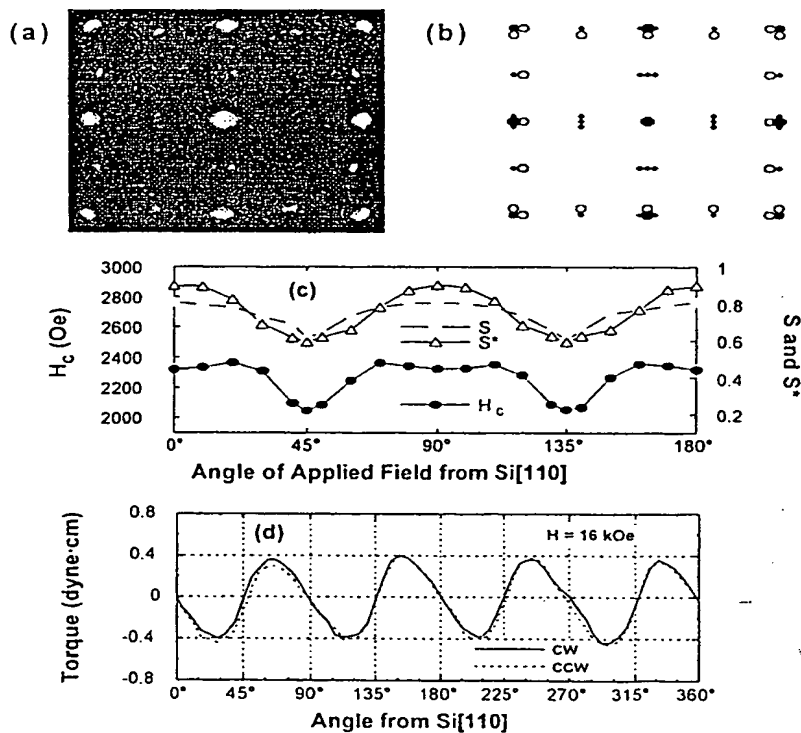 (a)
(b)
(c)
3000
2800
2600
2400
2200
2000
H_c (Oe)
1
0.8
0.6
0.4
0.2
S and S*
S
S*
H_c
0° 45° 90° 135° 180°
Angle of Applied Field from Si[110]
(d)
H = 16 kOe
0.8
0.4
0
-0.4
-0.8
Torque (dyne·cm)
CW
CCW
0° 45° 90° 135° 180° 225° 270° 315° 360°
Angle from Si[110]